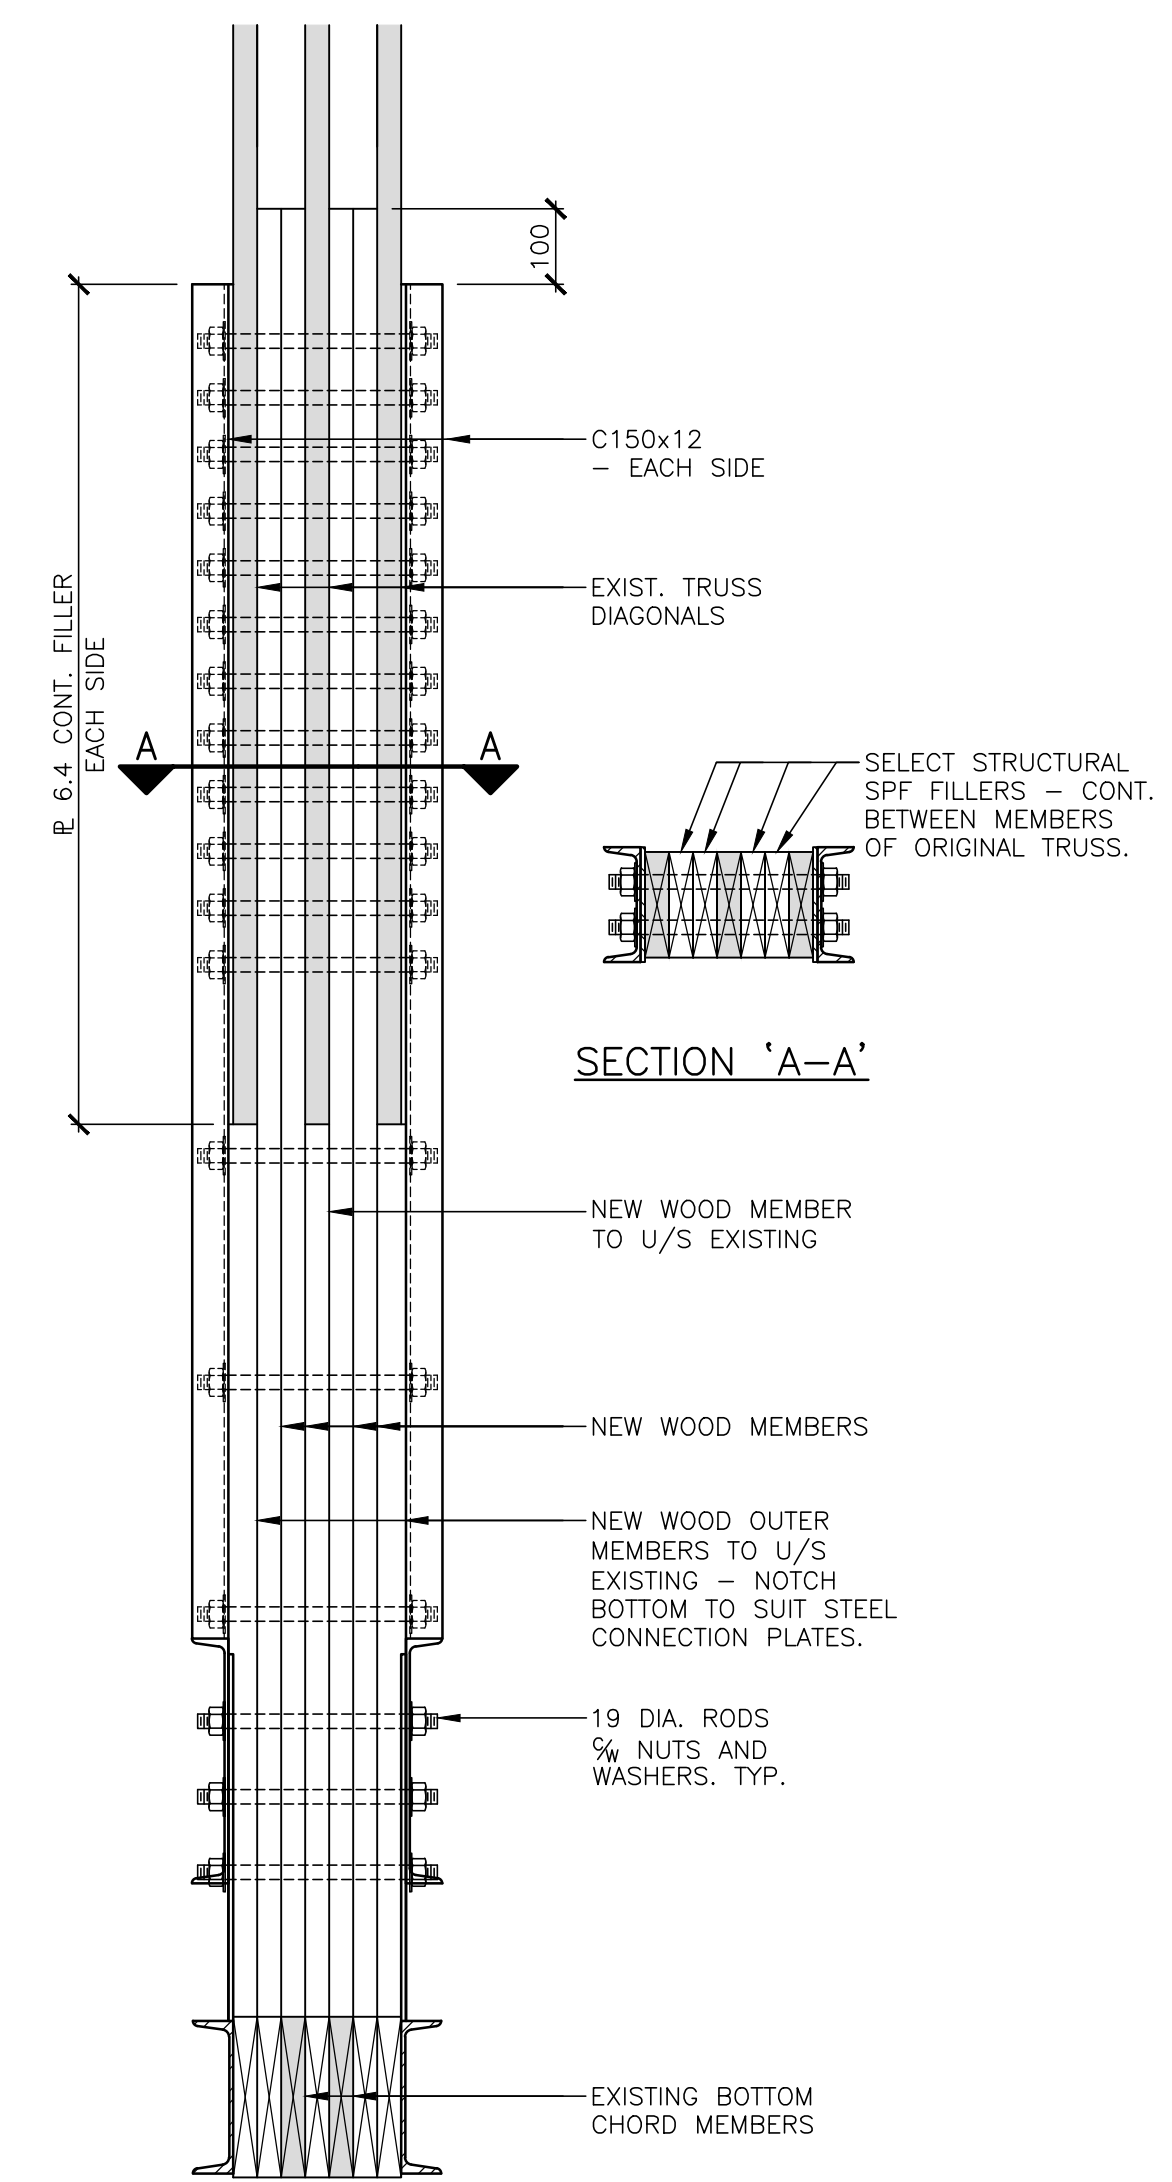 100
C150x12
– EACH SIDE
EXIST. TRUSS
DIAGONALS
℄ 6.4 CONT. FILLER
EACH SIDE
A
A
SELECT STRUCTURAL
SPF FILLERS – CONT.
BETWEEN MEMBERS
OF ORIGINAL TRUSS.
SECTION ‘A–A’
NEW WOOD MEMBER
TO U/S EXISTING
NEW WOOD MEMBERS
NEW WOOD OUTER
MEMBERS TO U/S
EXISTING – NOTCH
BOTTOM TO SUIT STEEL
CONNECTION PLATES.
19 DIA. RODS
C/W NUTS AND
WASHERS. TYP.
EXISTING BOTTOM
CHORD MEMBERS